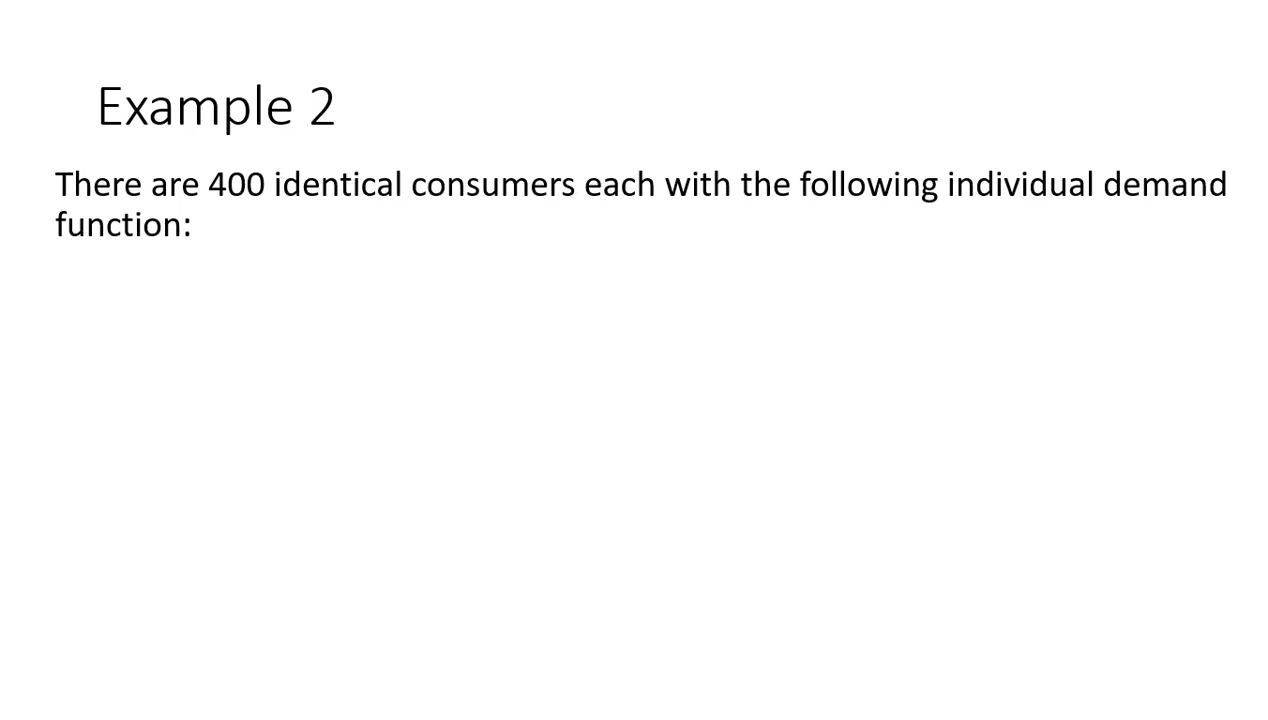 Example 2
There are 400 identical consumers each with the following individual demand
function: